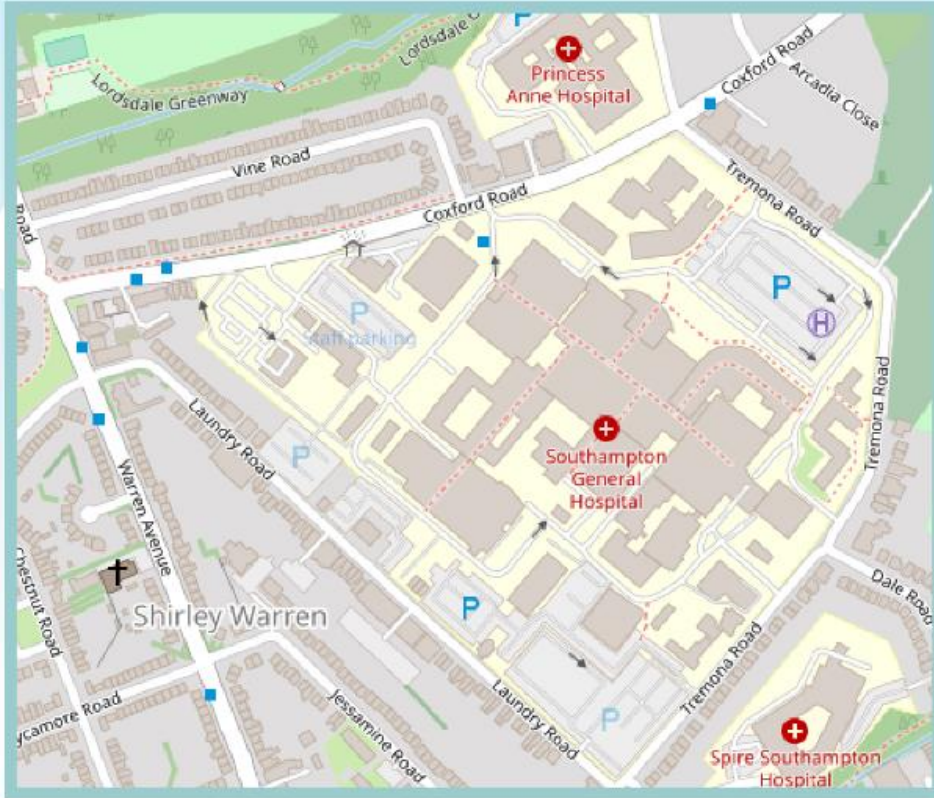 P
Lordsdale G
Lordsdale Greenway
Princess
Anne Hospital
Coxford Road
Arcadia Close
Vine Road
Tremona Road
Road
Coxford Road
P
H
P
Staff parking
Laundry Road
Tremona Road
P
Southampton
General
Hospital
Warren Avenue
Chestnut Road
Dale Road
P
Shirley Warren
Tremona Road
Laundry Road
P
ycamore Road
Jessamine Road
Spire Southampton
Hospital